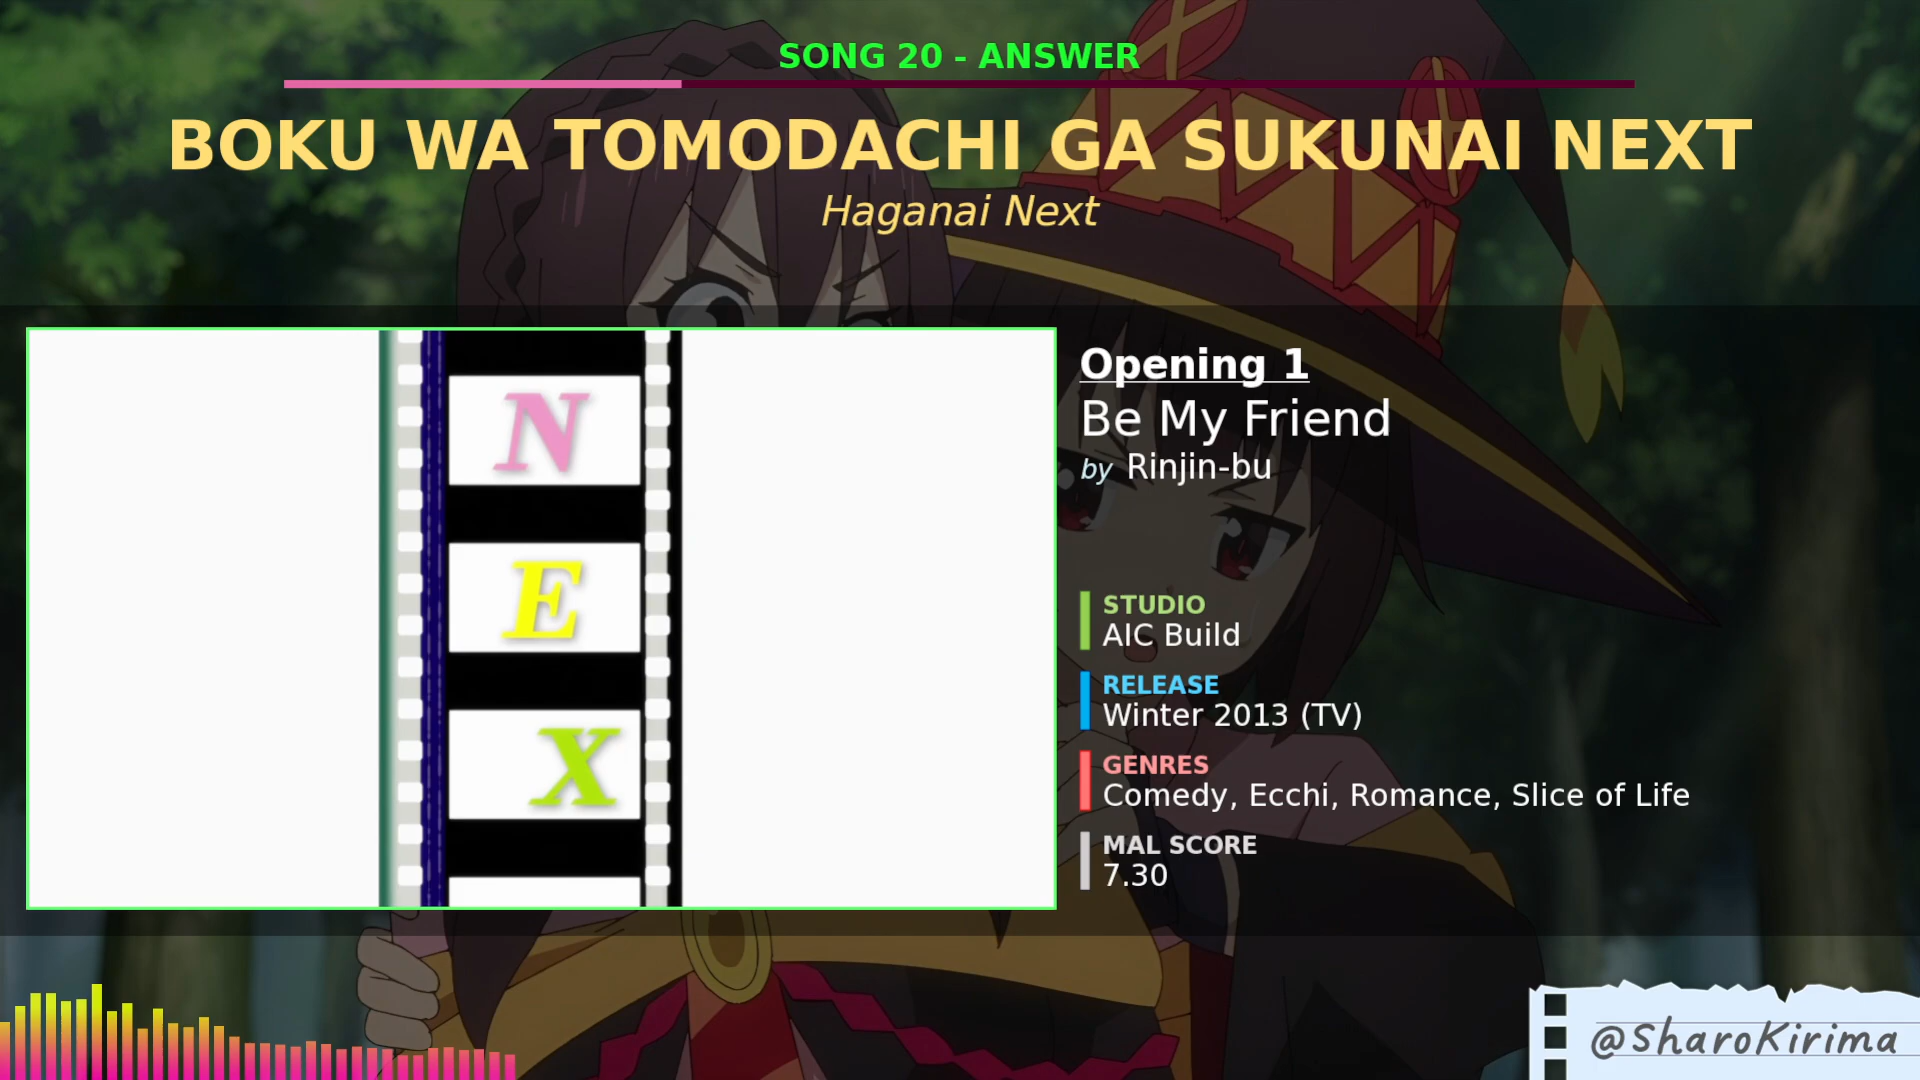 SONG 20 - ANSWER
BOKU WA TOMODACHI GA SUKUNAI NEXT
Haganai Next
N
E
X
Opening 1
Be My Friend
by Rinjin-bu
STUDIO
AIC Build
RELEASE
Winter 2013 (TV)
GENRES
Comedy, Ecchi, Romance, Slice of Life
MAL SCORE
7.30
@SharoKirima